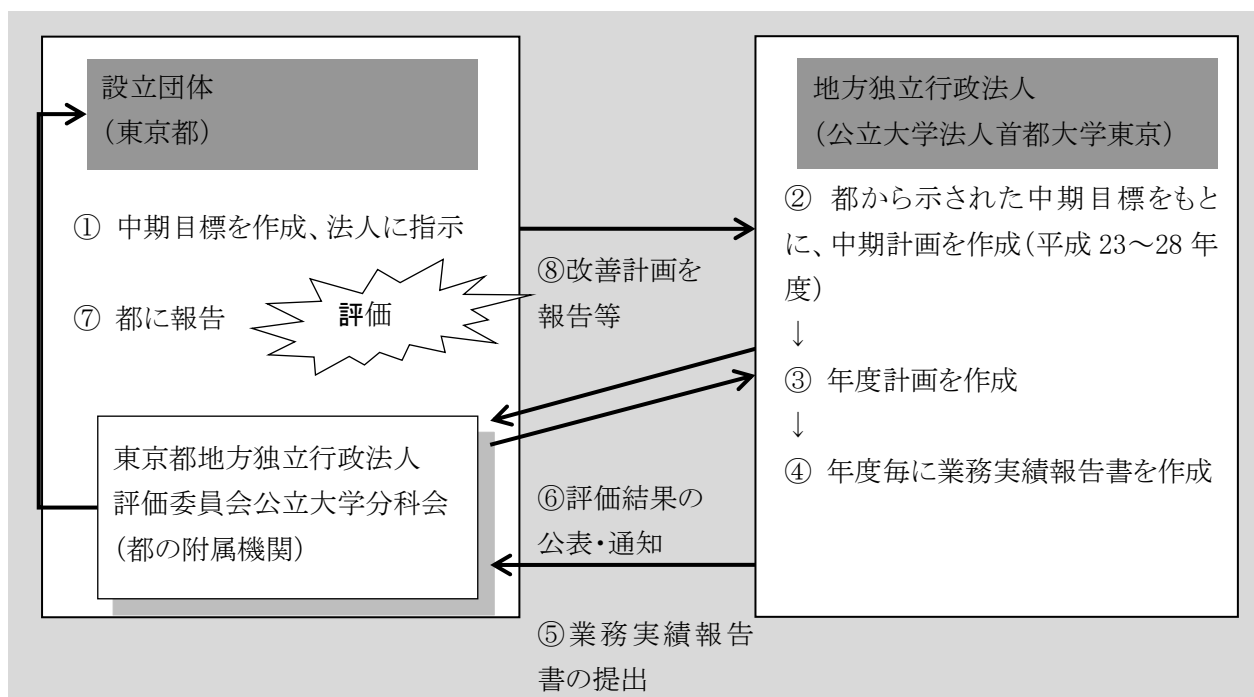 設立団体
(東京都)
① 中期目標を作成、法人に指示
⑦ 都に報告
評価
東京都地方独立行政法人
評価委員会公立大学分科会
(都の附属機関)
⑧改善計画を
報告等
⑥評価結果の
公表・通知
⑤業務実績報告
書の提出
地方独立行政法人
(公立大学法人首都大学東京)
② 都から示された中期目標をもと
に、中期計画を作成(平成 23～28 年
度)
↓
③ 年度計画を作成
↓
④ 年度毎に業務実績報告書を作成